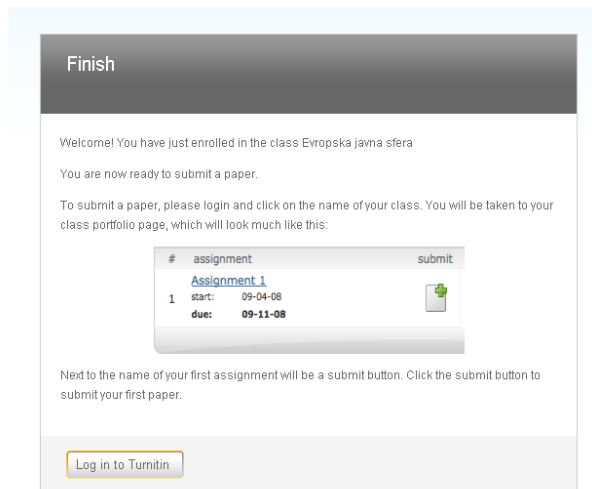 Finish
Welcome! You have just enrolled in the class Evropska javna sfera
You are now ready to submit a paper.
To submit a paper, please login and click on the name of your class. You will be taken to your
class portfolio page, which will look much like this:
# assignment submit
Assignment 1
1 start: 09-04-08
due: 09-11-08
Next to the name of your first assignment will be a submit button. Click the submit button to
submit your first paper.
Log in to Turnitin